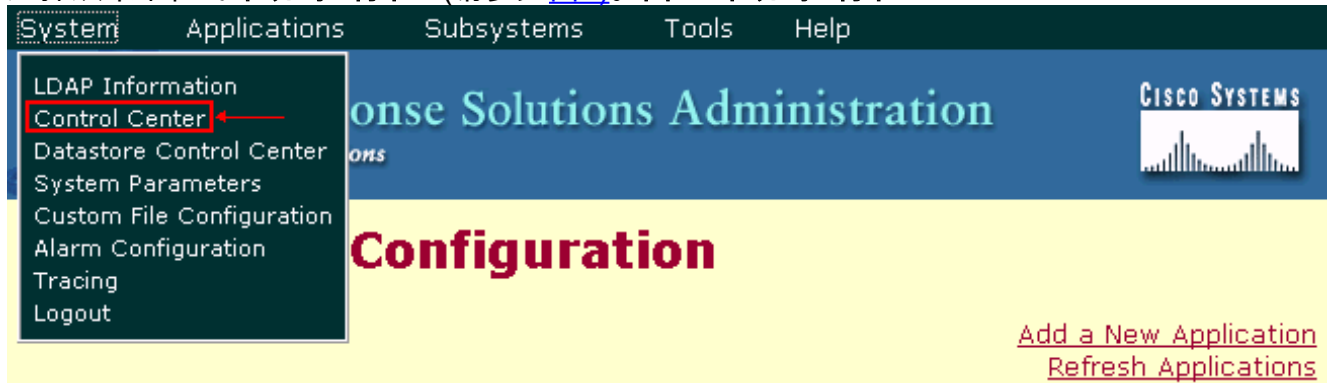 System Applications Subsystems Tools Help
LDAP Information
Control Center
Datastore Control Center
System Parameters
Custom File Configuration
Alarm Configuration
Tracing
Logout
onse Solutions Administration
ons
CISCO SYSTEMS
Configuration
Add a New Application
Refresh Applications